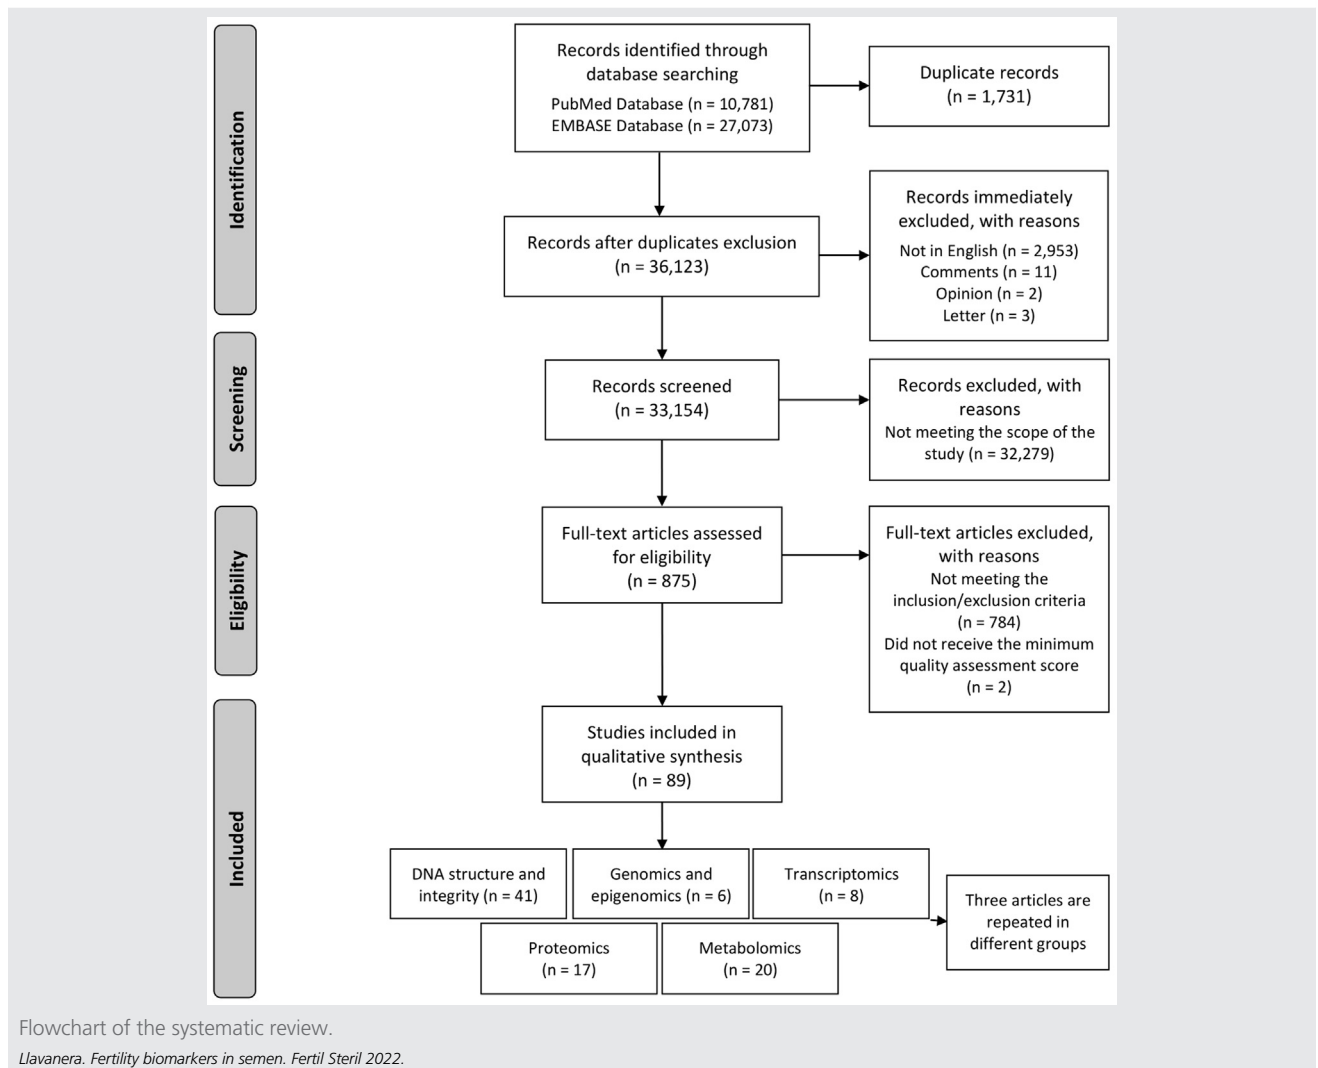 Identification
Records identified through
database searching
PubMed Database (n = 10,781)
EMBASE Database (n = 27,073)
Duplicate records
(n = 1,731)
Records after duplicates exclusion
(n = 36,123)
Records immediately
excluded, with reasons
Not in English (n = 2,953)
Comments (n = 11)
Opinion (n = 2)
Letter (n = 3)
Screening
Records screened
(n = 33,154)
Records excluded, with
reasons
Not meeting the scope of the
study (n = 32,279)
Eligibility
Full-text articles assessed
for eligibility
(n = 875)
Full-text articles excluded,
with reasons
Not meeting the
inclusion/exclusion criteria
(n = 784)
Did not receive the minimum
quality assessment score
(n = 2)
Included
Studies included in
qualitative synthesis
(n = 89)
DNA structure and
integrity (n = 41)
Genomics and
epigenomics (n = 6)
Transcriptomics
(n = 8)
Proteomics
(n = 17)
Metabolomics
(n = 20)
Three articles are
repeated in
different groups
Flowchart of the systematic review.
Llavanera. Fertility biomarkers in semen. Fertil Steril 2022.